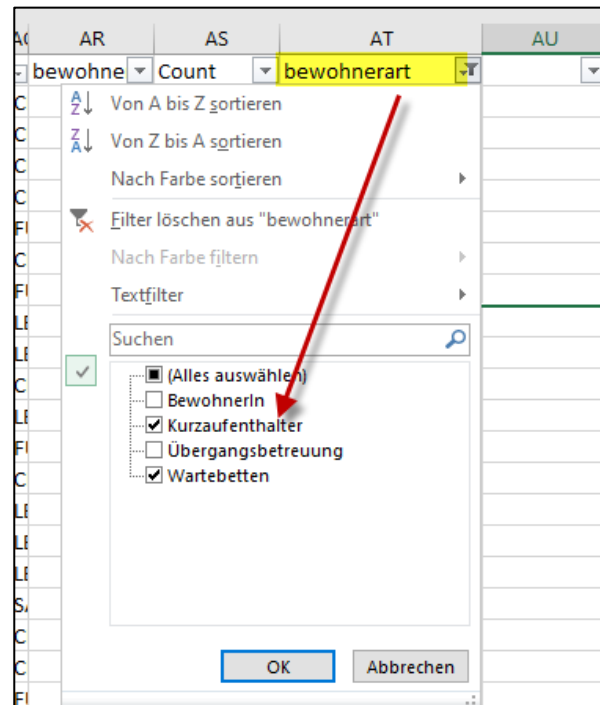 AR AS AT AU
bewohne Count bewohnerart
Von A bis Z sortieren
Von Z bis A sortieren
Nach Farbe sortieren
Filter löschen aus "bewohnerart"
Nach Farbe filtern
Textfilter
Suchen
(Alles auswählen)
BewohnerIn
Kurzaufenthalter
Übergangsbetreuung
Wartebetten
OK Abbrechen